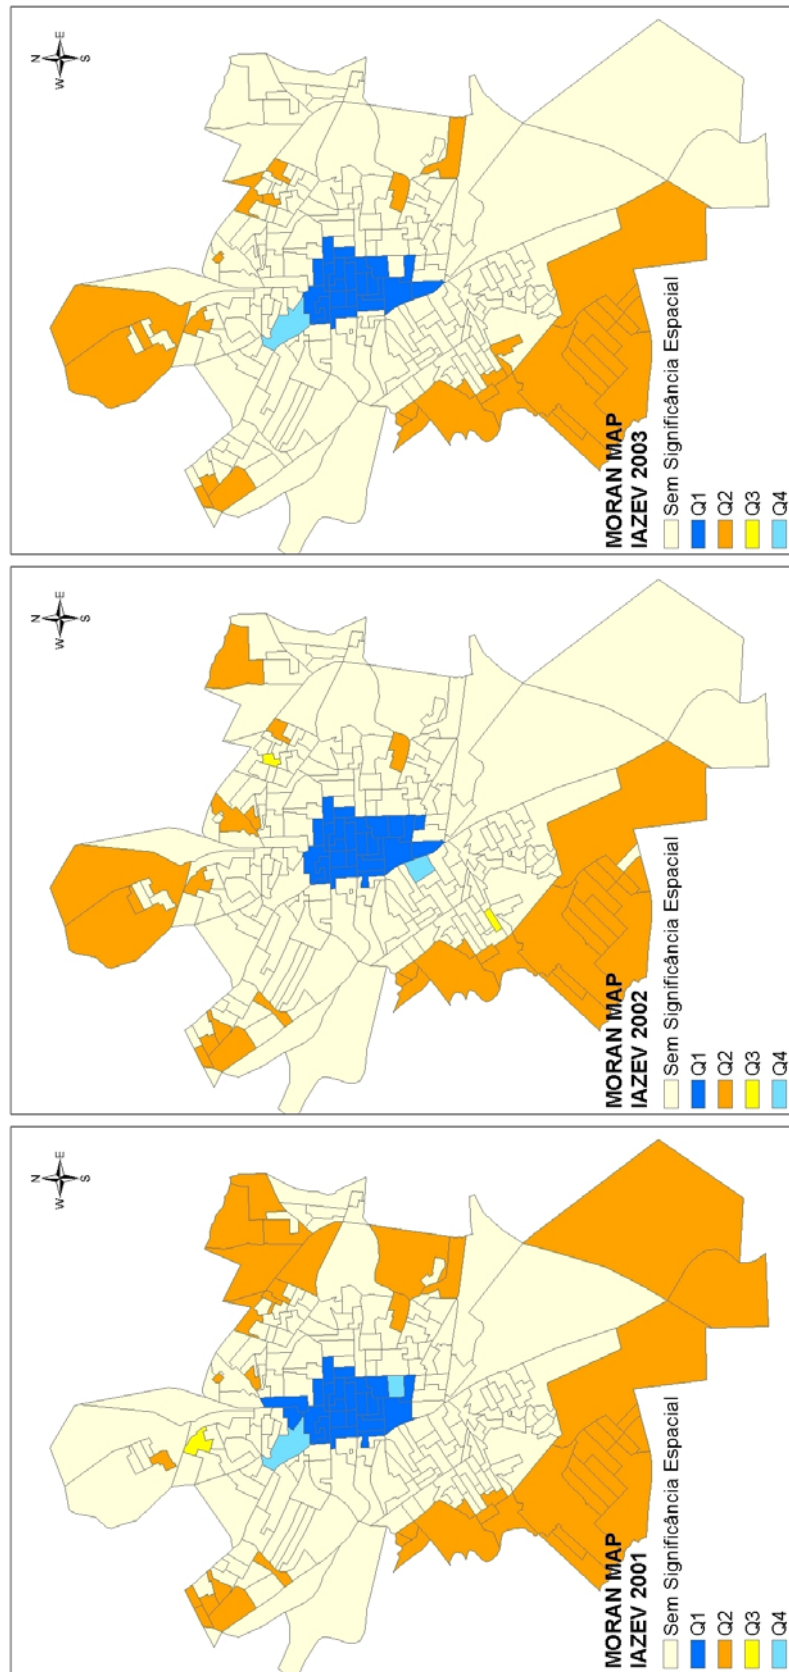 N
W E
S
MORAN MAP
IAZEV 2003
Sem Significância Espacial
Q1
Q2
Q3
Q4
N
W E
S
MORAN MAP
IAZEV 2002
Sem Significância Espacial
Q1
Q2
Q3
Q4
N
W E
S
MORAN MAP
IAZEV 2001
Sem Significância Espacial
Q1
Q2
Q3
Q4